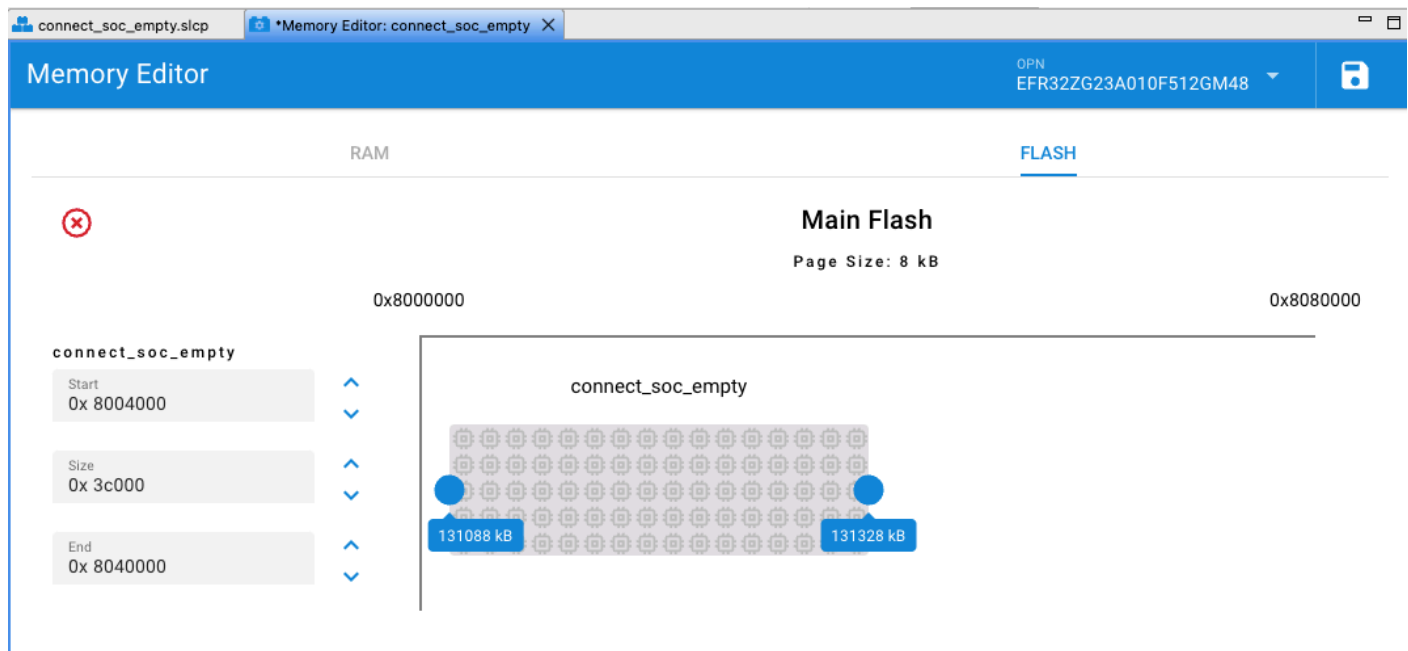 connect_soc_empty.slcp
*Memory Editor: connect_soc_empty
Memory Editor
OPN
EFR32ZG23A010F512GM48
RAM
FLASH
Main Flash
Page Size: 8 kB
0x8000000
0x8080000
connect_soc_empty
Start
0x 8004000
Size
0x 3c000
End
0x 8040000
connect_soc_empty
131088 kB
131328 kB